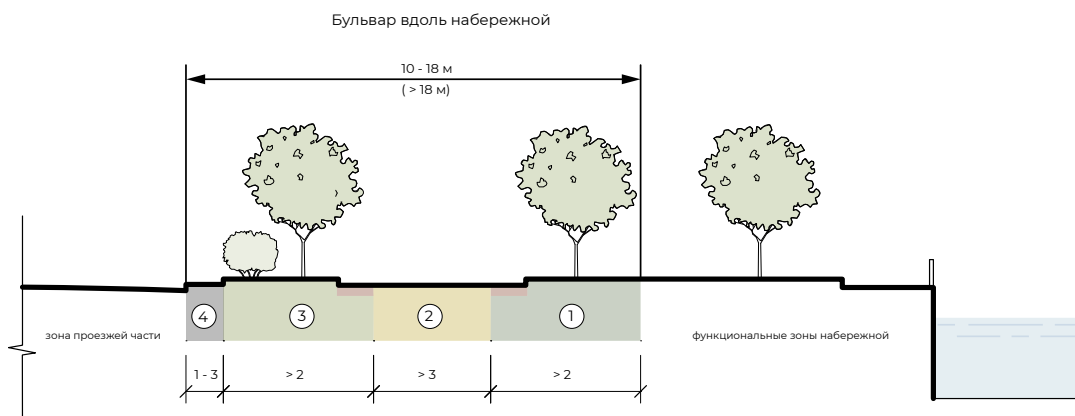 Бульвар вдоль набережной
10 - 18 м
( > 18 м)
4
3
2
1
зона проезжей части
функциональные зоны набережной
1 - 3
> 2
> 3
> 2